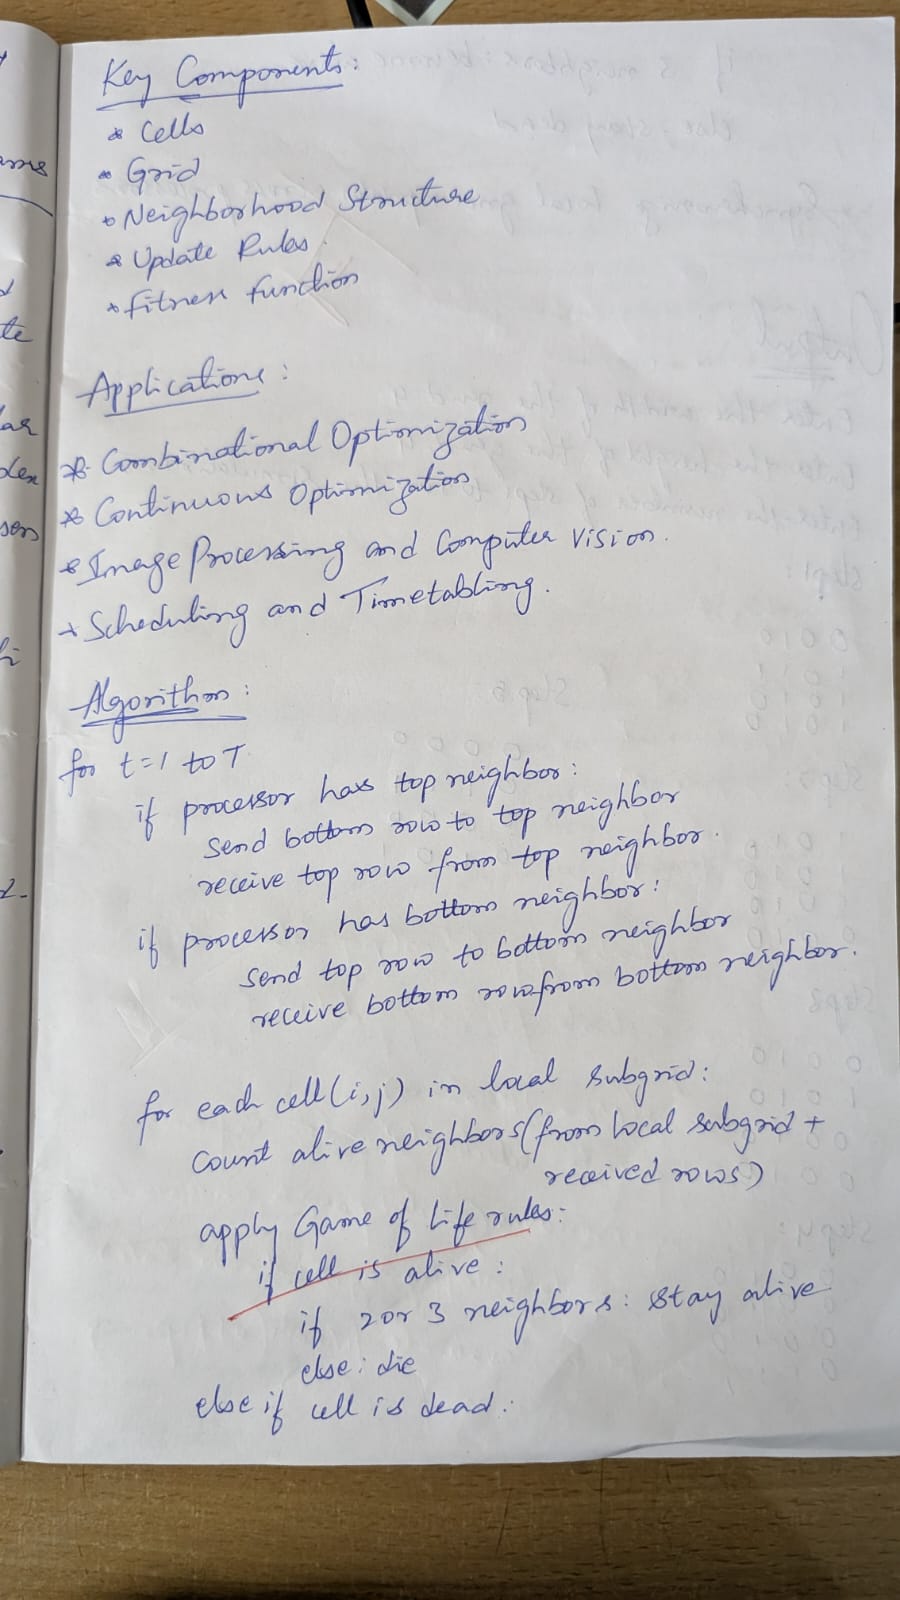 Key Components:
* Cells
* Grid
* Neighborhood Structure
* Update Rules
* Fitness Function
Applications:
* Combinational Optimization
* Continuous Optimization
* Image Processing and Computer Vision.
* Scheduling and Timetabling.
Algorithm:
for t=1 to T
if processor has top neighbor:
Send bottom row to top neighbor
receive top row from top neighbor.
if processor has bottom neighbor:
Send top row to bottom neighbor
receive bottom row from bottom neighbor.
for each cell(i,j) in local subgrid:
Count alive neighbors(from local subgrid +
received rows)
apply Game of Life rules:
if cell is alive:
if 2 or 3 neighbors: stay alive
else: die
else if cell is dead: